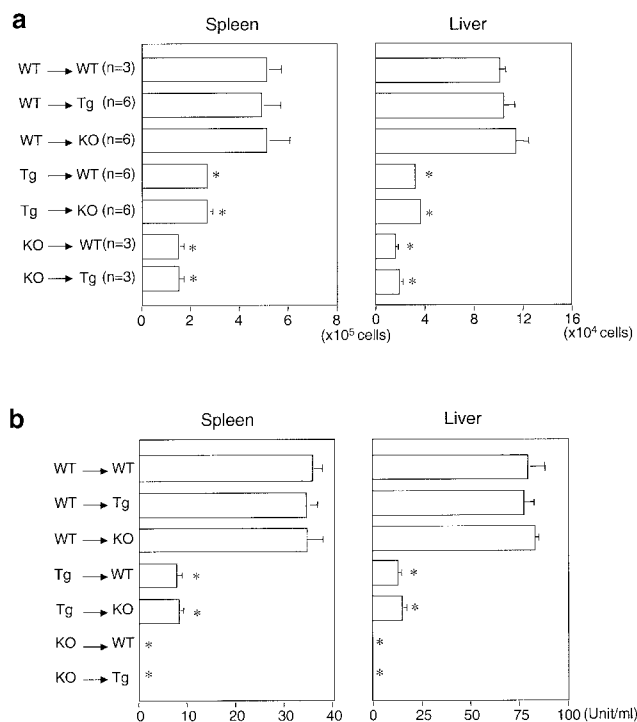 a
Spleen Liver
WT → WT (n=3)
WT → Tg (n=6)
WT → KO (n=6)
Tg → WT (n=6) * *
Tg → KO (n=6) * *
KO → WT (n=3) * *
KO → Tg (n=3) * *
0 2 4 6 8 0 4 8 12 16
(x10⁵ cells) (x10⁴ cells)
b
Spleen Liver
WT → WT
WT → Tg
WT → KO
Tg → WT * *
Tg → KO * *
KO → WT * *
KO → Tg * *
0 10 20 30 40 0 25 50 75 100 (Unit/ml)